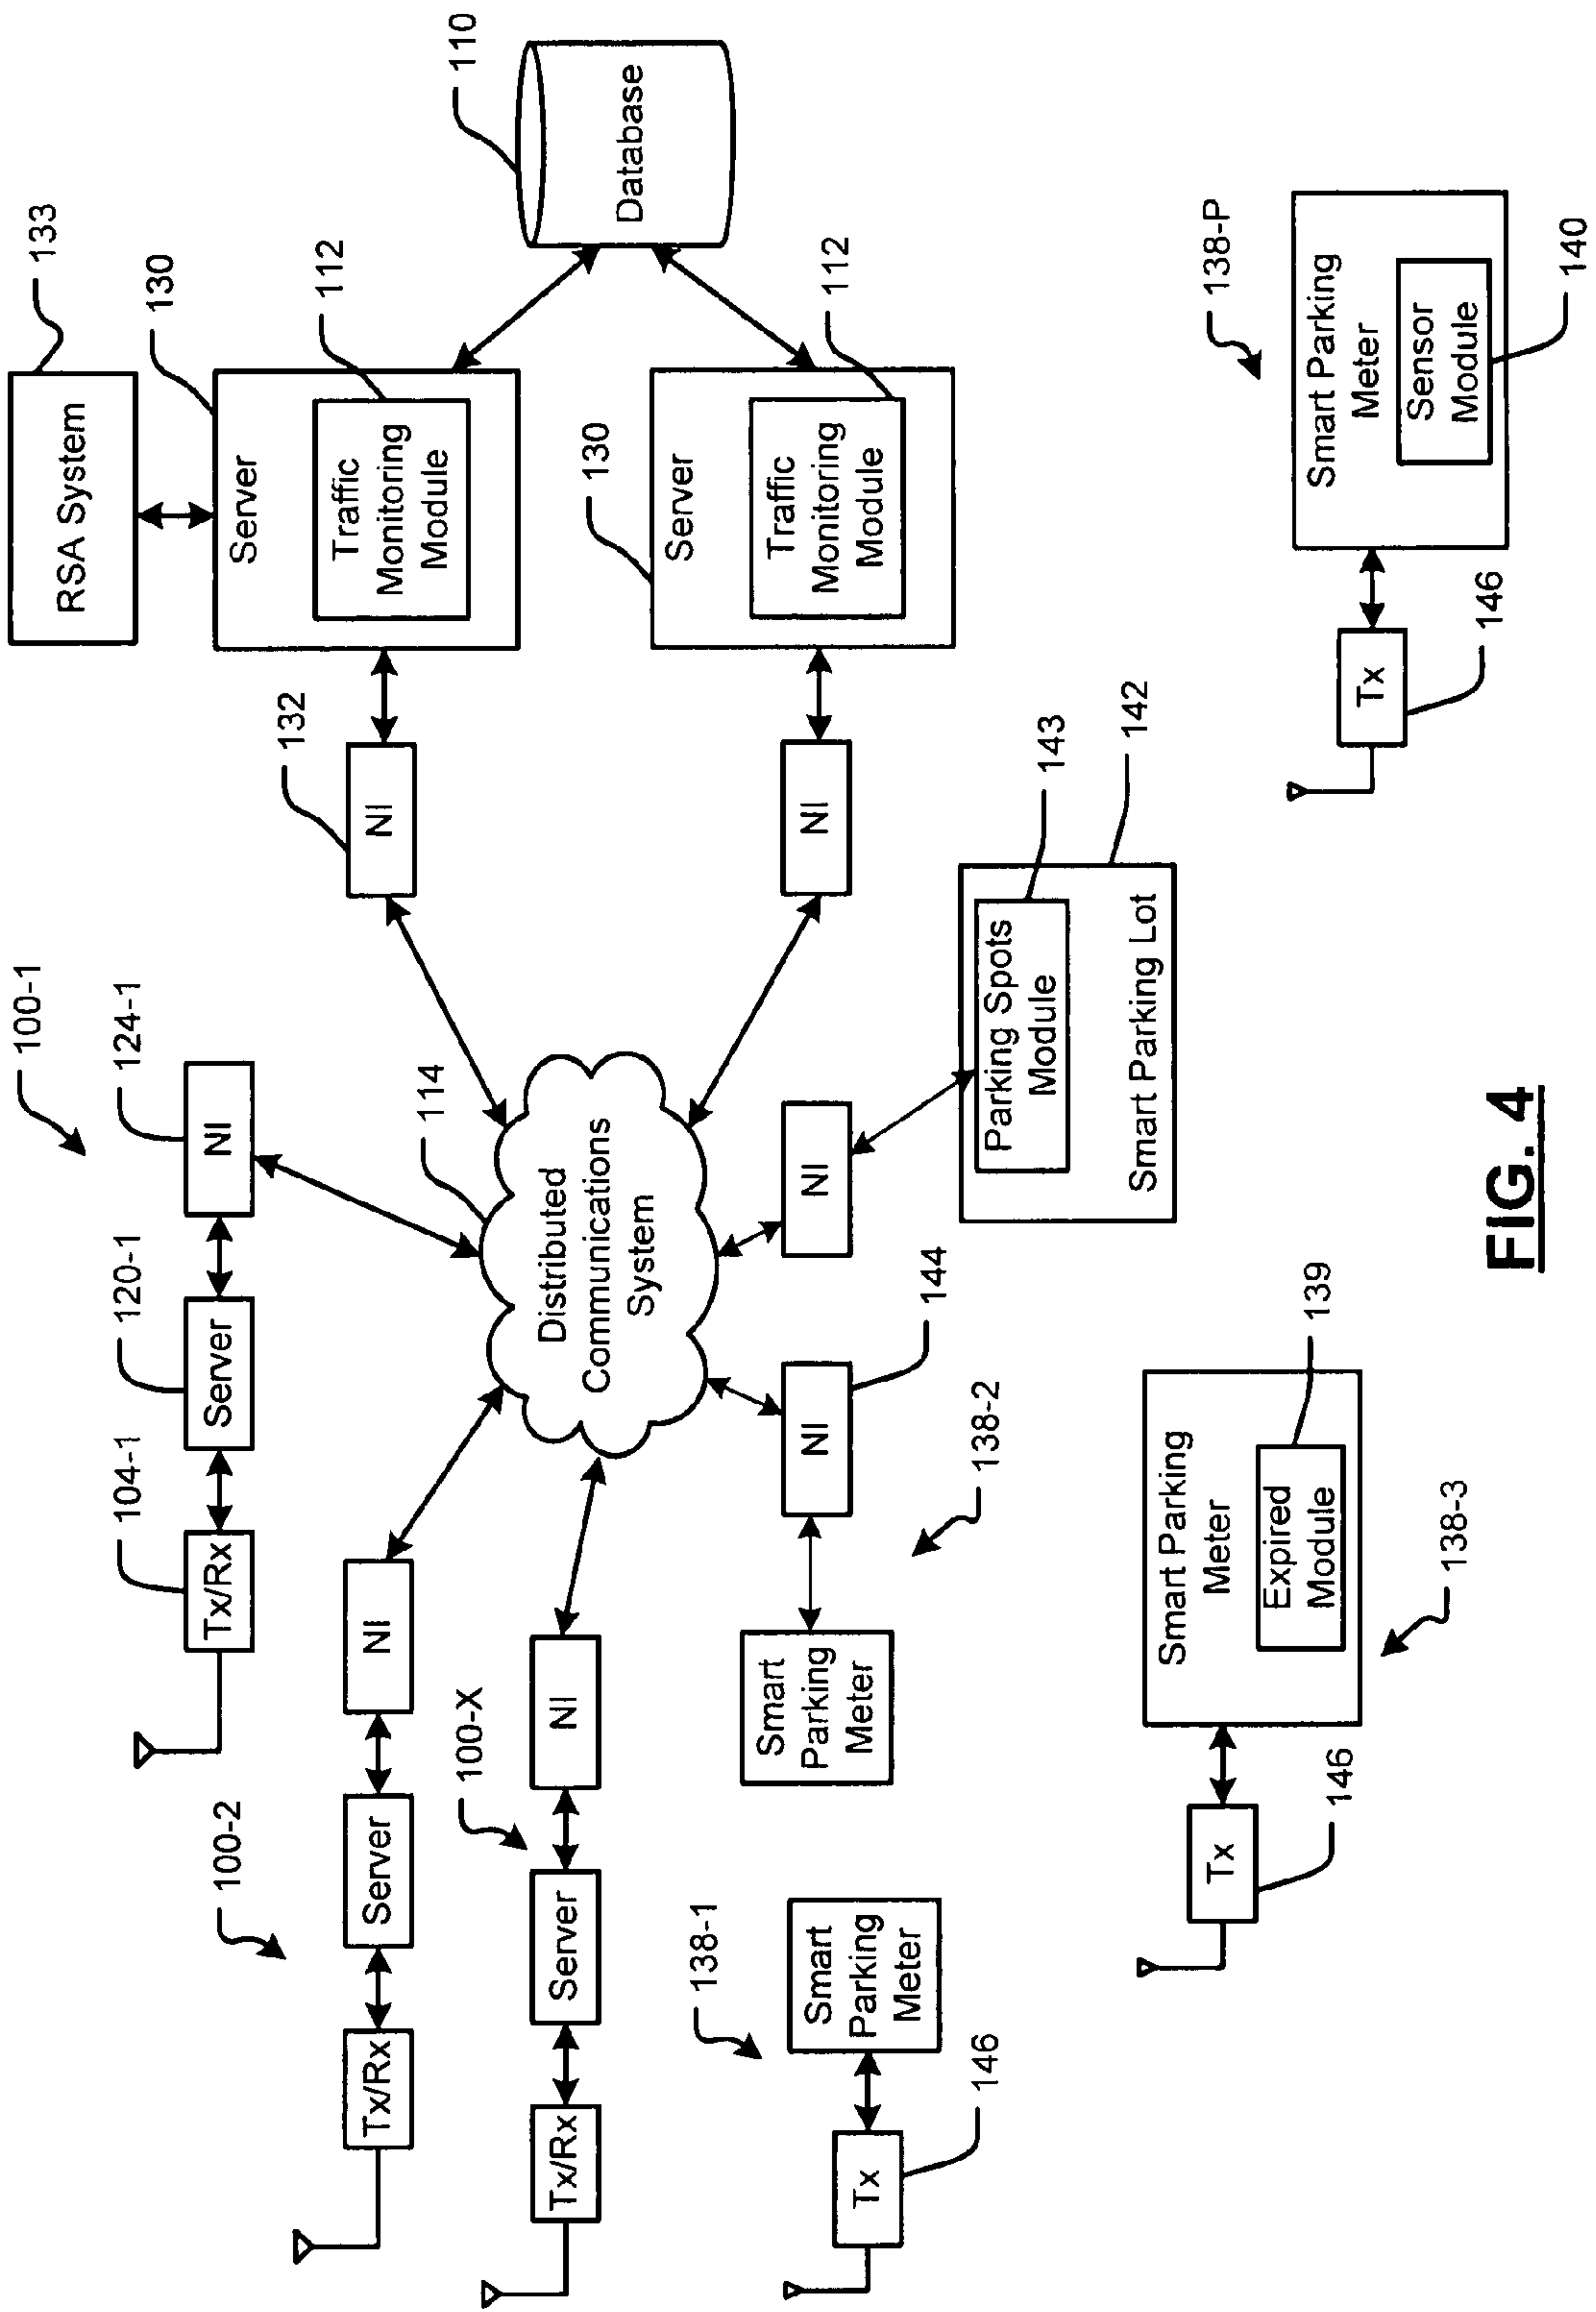 133
RSA System
130
Server
112
Traffic
Monitoring
Module
110
Database
130
Server
112
Traffic
Monitoring
Module
132
NI
NI
100-1
104-1
120-1
124-1
Tx/Rx
Server
NI
114
Distributed
Communications
System
100-2
Tx/Rx
Server
NI
100-X
Tx/Rx
Server
NI
138-1
Tx
146
Smart
Parking
Meter
Smart
Parking
Meter
138-2
NI
144
NI
143
142
Parking Spots
Module
Smart Parking Lot
Tx
146
Smart Parking
Meter
Expired
Module
139
138-3
138-P
Tx
146
Smart Parking
Meter
Sensor
Module
140
FIG. 4